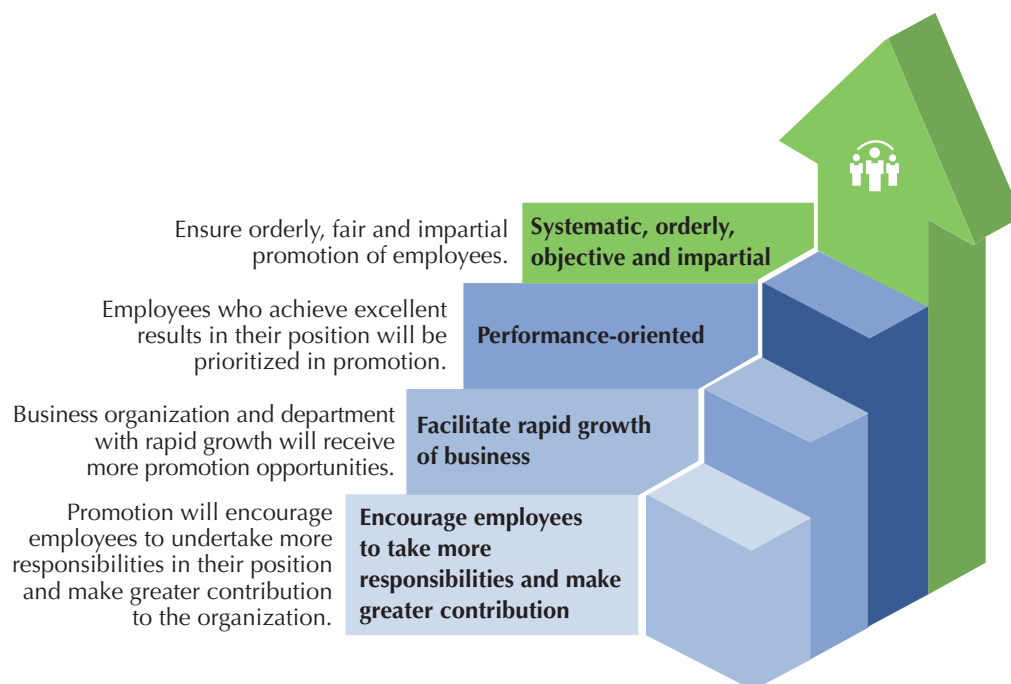 Ensure orderly, fair and impartial
promotion of employees.
Systematic, orderly,
objective and impartial
Employees who achieve excellent
results in their position will be
prioritized in promotion.
Performance-oriented
Business organization and department
with rapid growth will receive
more promotion opportunities.
Facilitate rapid growth
of business
Promotion will encourage
employees to undertake more
responsibilities in their position
and make greater contribution
to the organization.
Encourage employees
to take more
responsibilities and make
greater contribution